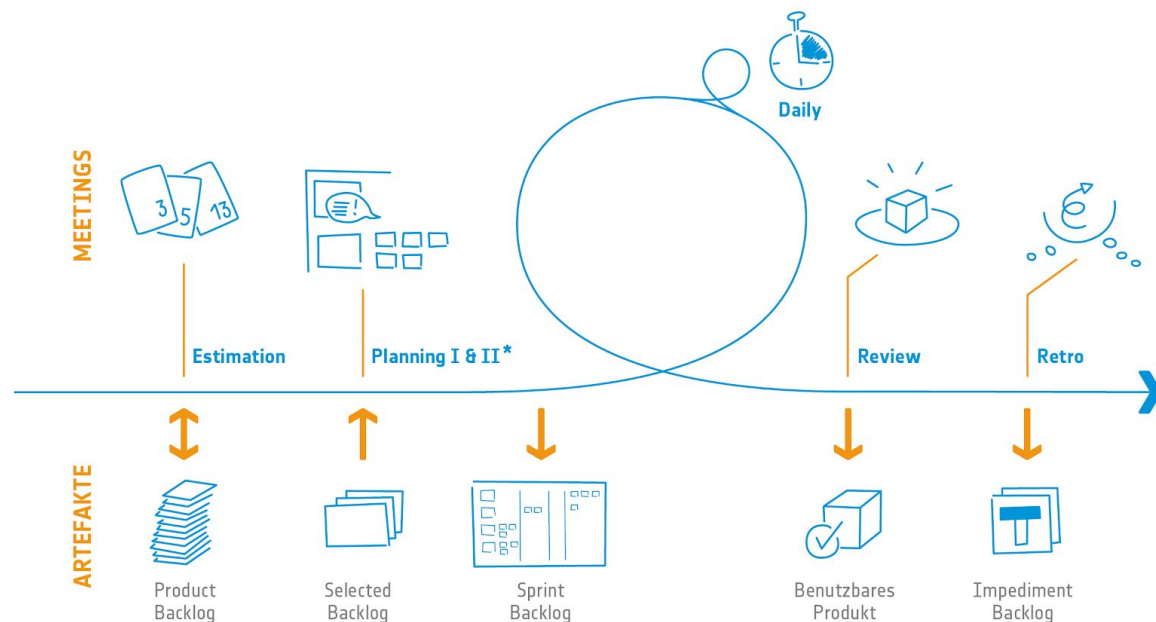 MEETINGS
3
5
13
!
Daily
Estimation
Planning I & II*
Review
Retro
ARTEFAKTE
Product
Backlog
Selected
Backlog
Sprint
Backlog
Benutzbares
Produkt
Impediment
Backlog